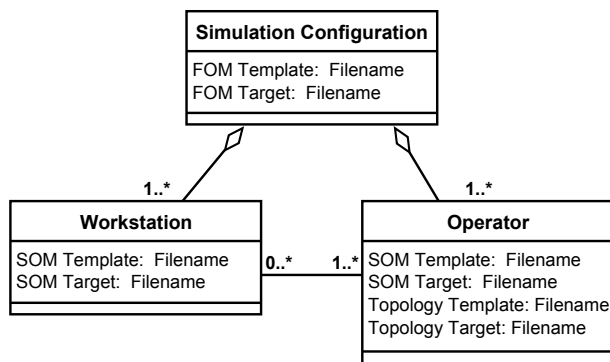 Simulation Configuration
FOM Template:  Filename
FOM Target:  Filename
1..*
1..*
Workstation
SOM Template:  Filename
SOM Target:  Filename
0..*
1..*
Operator
SOM Template:  Filename
SOM Target:  Filename
Topology Template: Filename
Topology Target: Filename